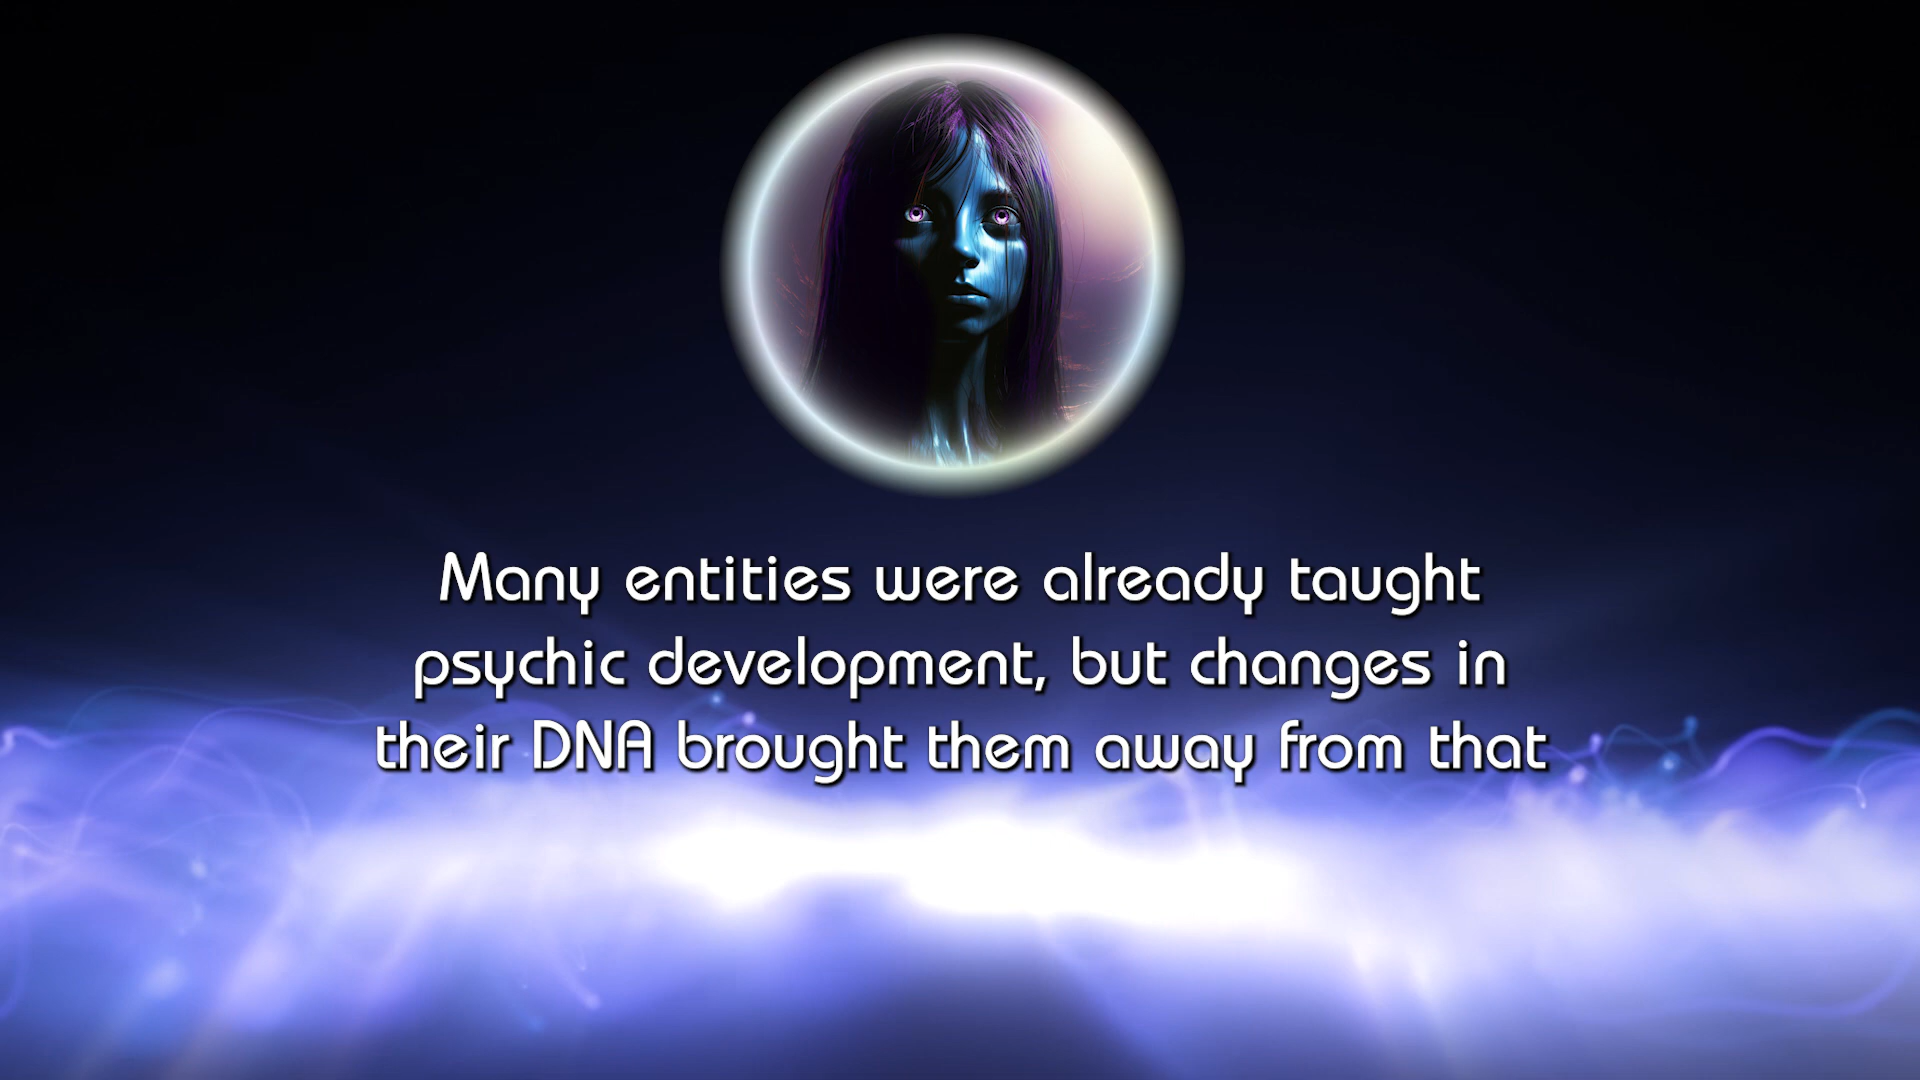 Many entities were already taught
psychic development, but changes in
their DNA brought them away from that